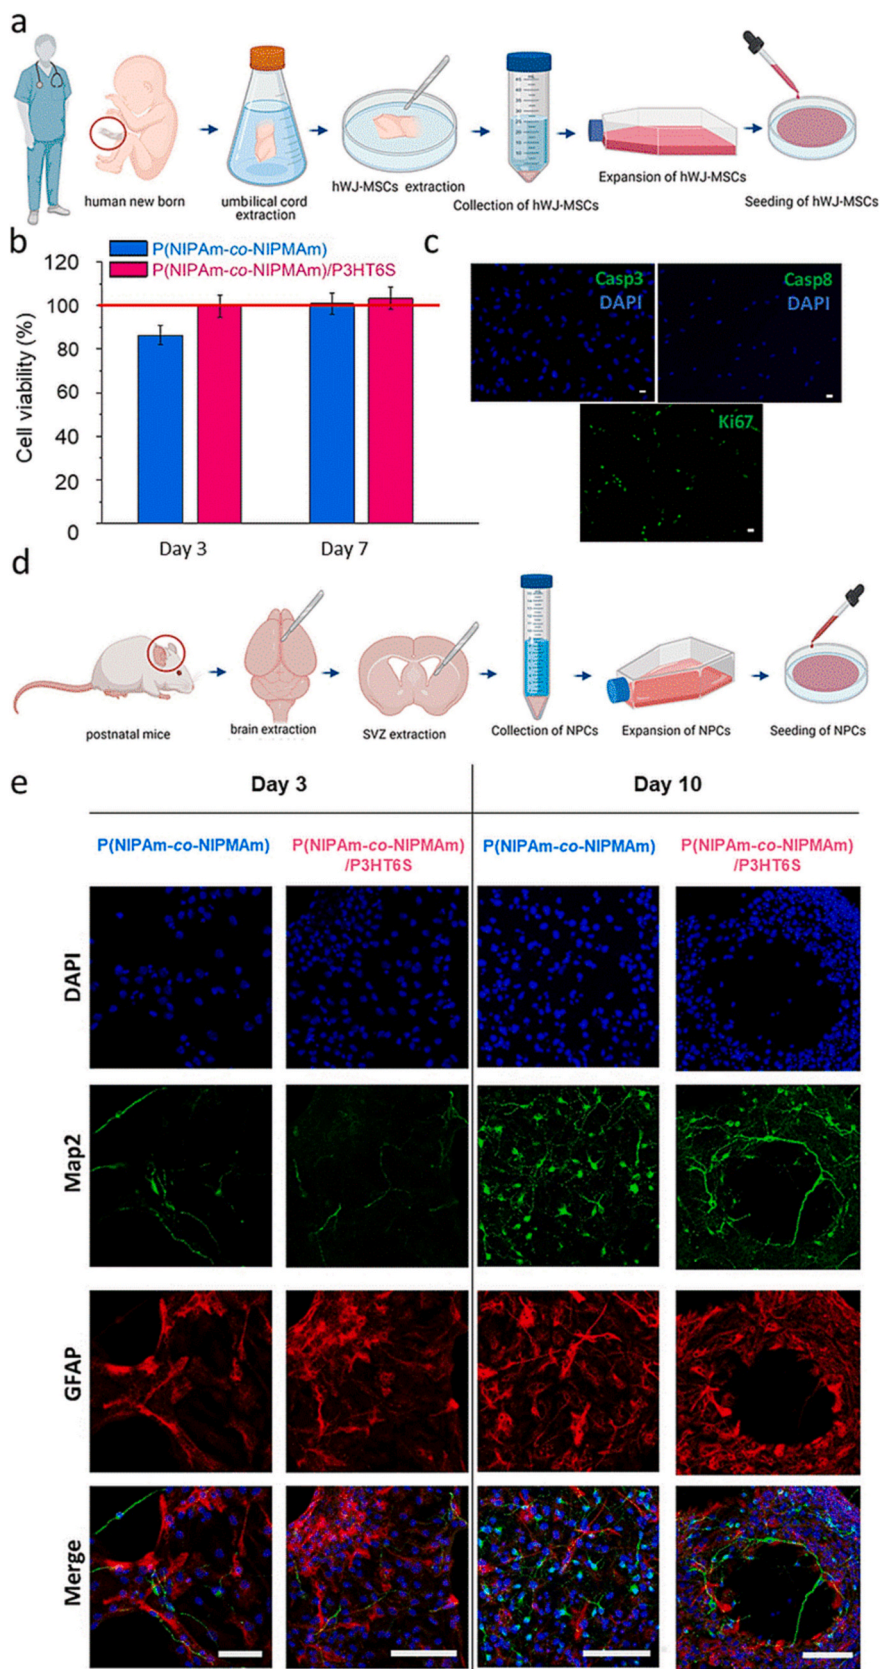 a
human new born
umbilical cord
extraction
hWJ-MSCs extraction
Collection of hWJ-MSCs
Expansion of hWJ-MSCs
Seeding of hWJ-MSCs
b
P(NIPAm-co-NIPMAm)
P(NIPAm-co-NIPMAm)/P3HT6S
120
100
80
60
40
20
0
Cell viability (%)
Day 3
Day 7
c
Casp3
DAPI
Casp8
DAPI
Ki67
d
postnatal mice
brain extraction
SVZ extraction
Collection of NPCs
Expansion of NPCs
Seeding of NPCs
e
Day 3
Day 10
P(NIPAm-co-NIPMAm)
P(NIPAm-co-NIPMAm)
/P3HT6S
P(NIPAm-co-NIPMAm)
P(NIPAm-co-NIPMAm)
/P3HT6S
DAPI
Map2
GFAP
Merge